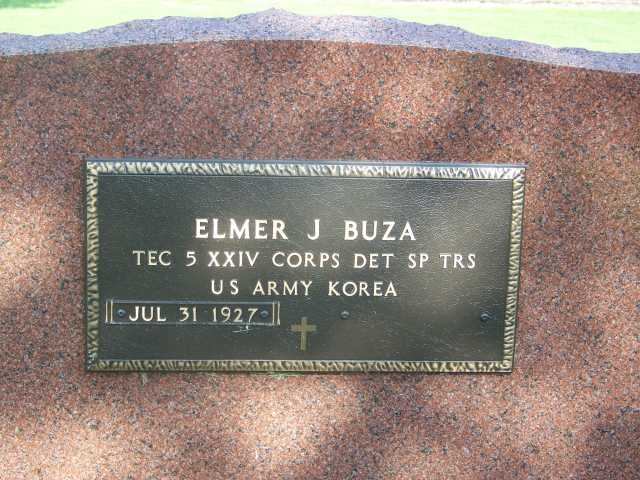 ELMER J BUZA
TEC 5 XXIV CORPS DET SP TRS
US ARMY KOREA
JUL 31 1927